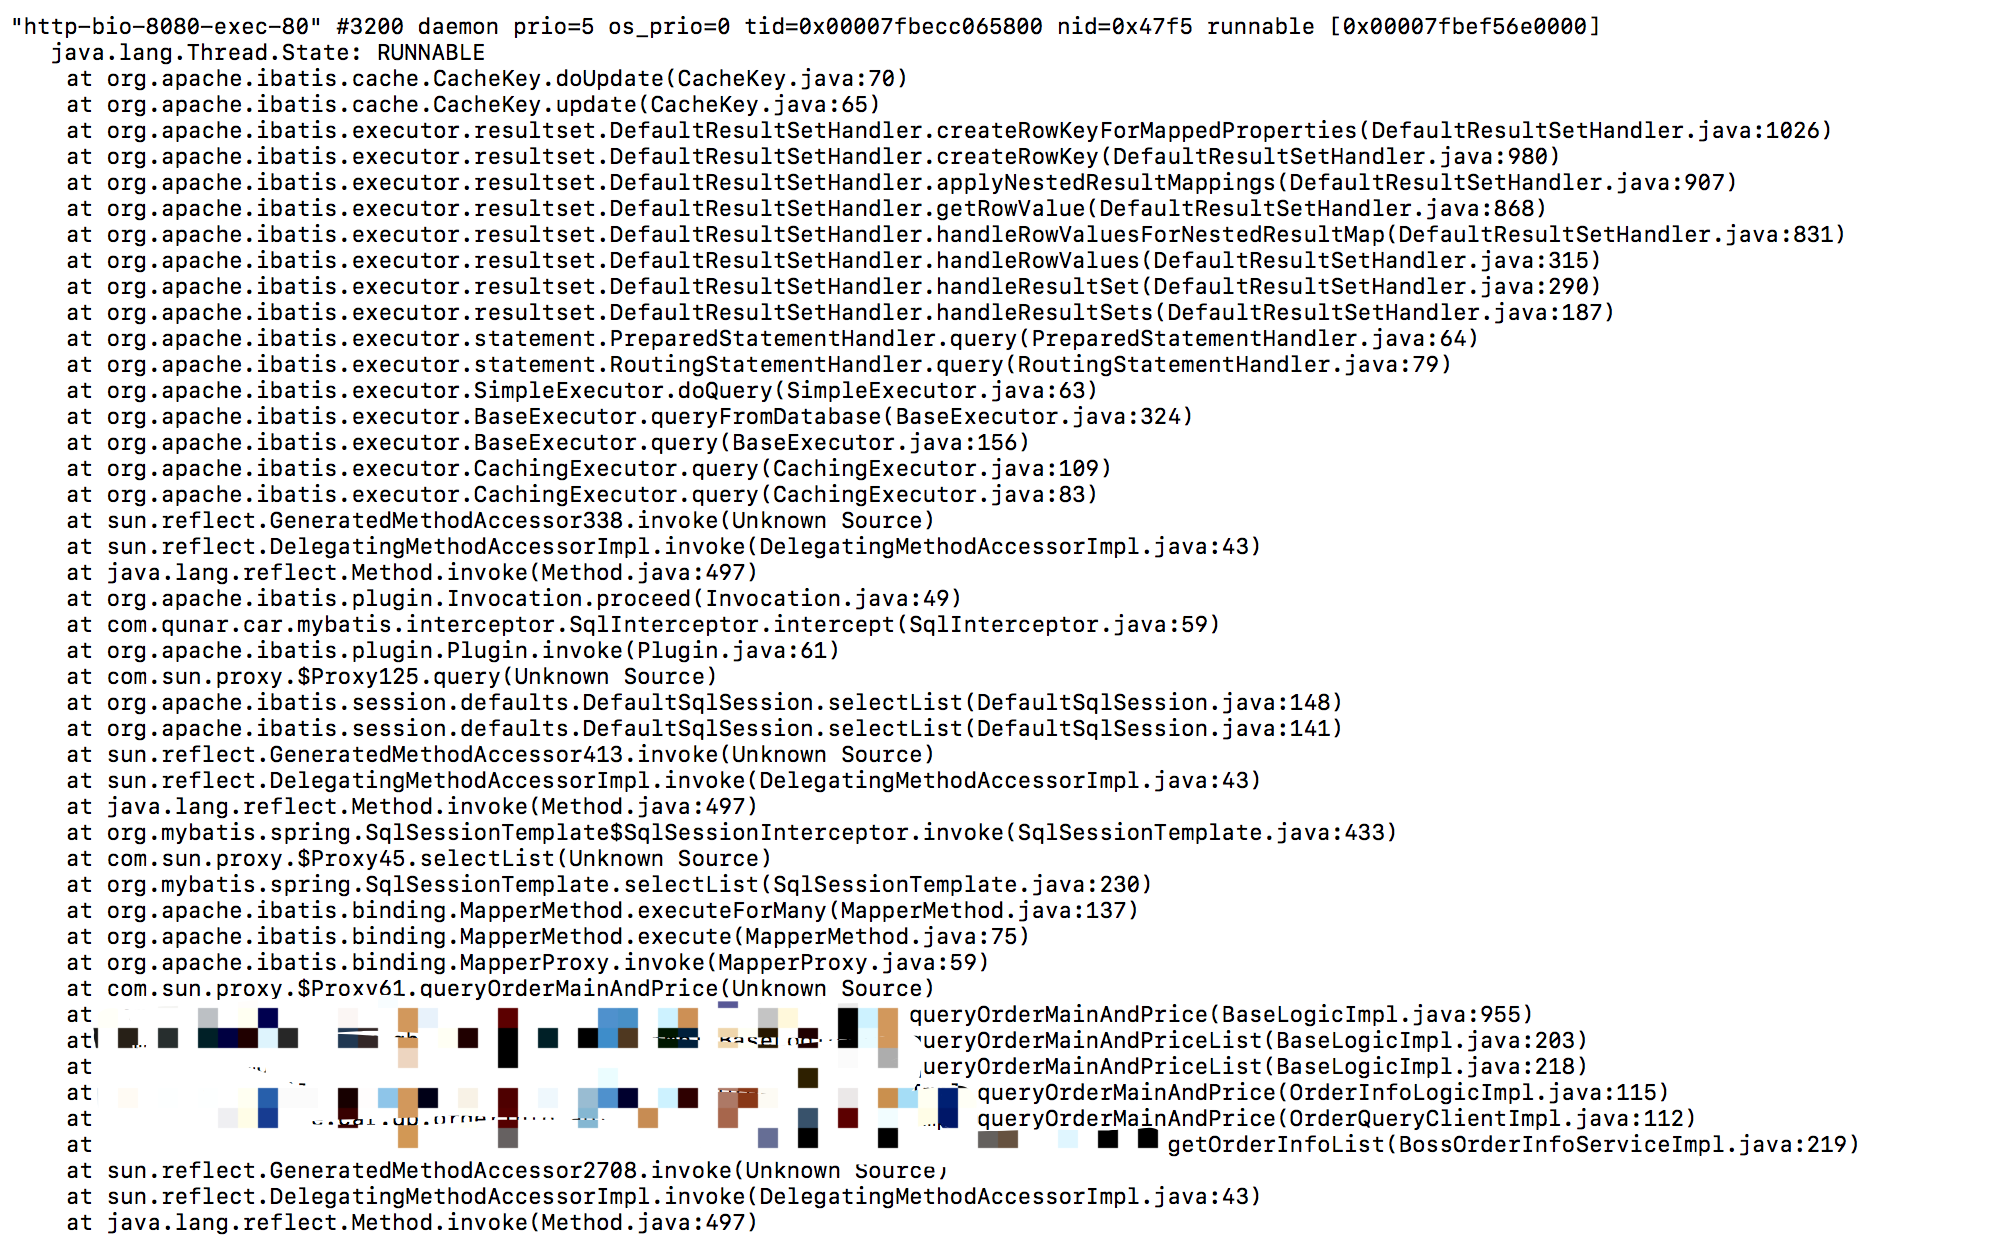 "http-bio-8080-exec-80" #3200 daemon prio=5 os_prio=0 tid=0x00007fbecc065800 nid=0x47f5 runnable [0x00007fbef56e0000]
java.lang.Thread.State: RUNNABLE
at org.apache.ibatis.cache.CacheKey.doUpdate(CacheKey.java:70)
at org.apache.ibatis.cache.CacheKey.update(CacheKey.java:65)
at org.apache.ibatis.executor.resultset.DefaultResultSetHandler.createRowKeyForMappedProperties(DefaultResultSetHandler.java:1026)
at org.apache.ibatis.executor.resultset.DefaultResultSetHandler.createRowKey(DefaultResultSetHandler.java:980)
at org.apache.ibatis.executor.resultset.DefaultResultSetHandler.applyNestedResultMappings(DefaultResultSetHandler.java:907)
at org.apache.ibatis.executor.resultset.DefaultResultSetHandler.getRowValue(DefaultResultSetHandler.java:868)
at org.apache.ibatis.executor.resultset.DefaultResultSetHandler.handleRowValuesForNestedResultMap(DefaultResultSetHandler.java:831)
at org.apache.ibatis.executor.resultset.DefaultResultSetHandler.handleRowValues(DefaultResultSetHandler.java:315)
at org.apache.ibatis.executor.resultset.DefaultResultSetHandler.handleResultSet(DefaultResultSetHandler.java:290)
at org.apache.ibatis.executor.resultset.DefaultResultSetHandler.handleResultSets(DefaultResultSetHandler.java:187)
at org.apache.ibatis.executor.statement.PreparedStatementHandler.query(PreparedStatementHandler.java:64)
at org.apache.ibatis.executor.statement.RoutingStatementHandler.query(RoutingStatementHandler.java:79)
at org.apache.ibatis.executor.SimpleExecutor.doQuery(SimpleExecutor.java:63)
at org.apache.ibatis.executor.BaseExecutor.queryFromDatabase(BaseExecutor.java:324)
at org.apache.ibatis.executor.BaseExecutor.query(BaseExecutor.java:156)
at org.apache.ibatis.executor.CachingExecutor.query(CachingExecutor.java:109)
at org.apache.ibatis.executor.CachingExecutor.query(CachingExecutor.java:83)
at sun.reflect.GeneratedMethodAccessor338.invoke(Unknown Source)
at sun.reflect.DelegatingMethodAccessorImpl.invoke(DelegatingMethodAccessorImpl.java:43)
at java.lang.reflect.Method.invoke(Method.java:497)
at org.apache.ibatis.plugin.Invocation.proceed(Invocation.java:49)
at com.qunar.car.mybatis.interceptor.SqlInterceptor.intercept(SqlInterceptor.java:59)
at org.apache.ibatis.plugin.Plugin.invoke(Plugin.java:61)
at com.sun.proxy.$Proxy125.query(Unknown Source)
at org.apache.ibatis.session.defaults.DefaultSqlSession.selectList(DefaultSqlSession.java:148)
at org.apache.ibatis.session.defaults.DefaultSqlSession.selectList(DefaultSqlSession.java:141)
at sun.reflect.GeneratedMethodAccessor413.invoke(Unknown Source)
at sun.reflect.DelegatingMethodAccessorImpl.invoke(DelegatingMethodAccessorImpl.java:43)
at java.lang.reflect.Method.invoke(Method.java:497)
at org.mybatis.spring.SqlSessionTemplate$SqlSessionInterceptor.invoke(SqlSessionTemplate.java:433)
at com.sun.proxy.$Proxy45.selectList(Unknown Source)
at org.mybatis.spring.SqlSessionTemplate.selectList(SqlSessionTemplate.java:230)
at org.apache.ibatis.binding.MapperMethod.executeForMany(MapperMethod.java:137)
at org.apache.ibatis.binding.MapperMethod.execute(MapperMethod.java:75)
at org.apache.ibatis.binding.MapperProxy.invoke(MapperProxy.java:59)
at com.sun.proxy.$Proxy61.queryOrderMainAndPrice(Unknown Source)
at queryOrderMainAndPrice(BaseLogicImpl.java:955)
at queryOrderMainAndPriceList(BaseLogicImpl.java:203)
at queryOrderMainAndPriceList(BaseLogicImpl.java:218)
at queryOrderMainAndPrice(OrderInfoLogicImpl.java:115)
at queryOrderMainAndPrice(OrderQueryClientImpl.java:112)
at getOrderInfoList(BossOrderInfoServiceImpl.java:219)
at sun.reflect.GeneratedMethodAccessor2708.invoke(Unknown Source)
at sun.reflect.DelegatingMethodAccessorImpl.invoke(DelegatingMethodAccessorImpl.java:43)
at java.lang.reflect.Method.invoke(Method.java:497)